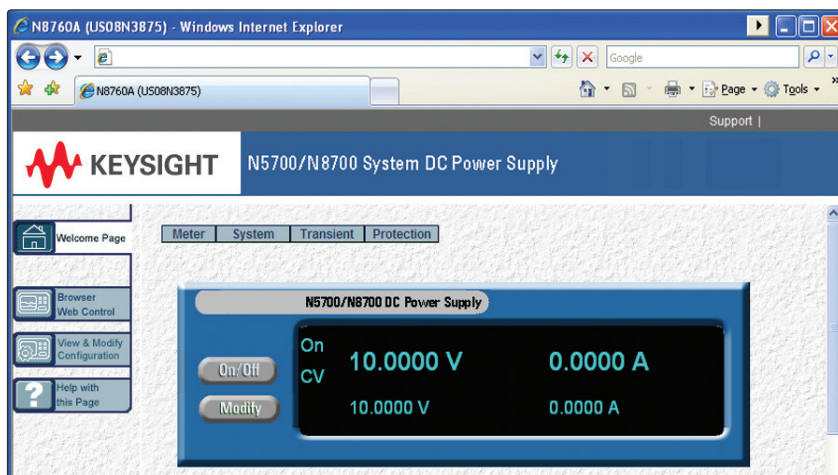 N8760A (US08N3875) - Windows Internet Explorer
Google
N8760A (US08N3875)
Page
Tools
»
Support |
KEYSIGHT
N5700/N8700 System DC Power Supply
Welcome Page
Meter
System
Transient
Protection
Browser
Web Control
View & Modify
Configuration
Help with
this Page
N5700/N8700 DC Power Supply
On/Off
Modify
On
CV
10.0000 V
0.0000 A
10.0000 V
0.0000 A